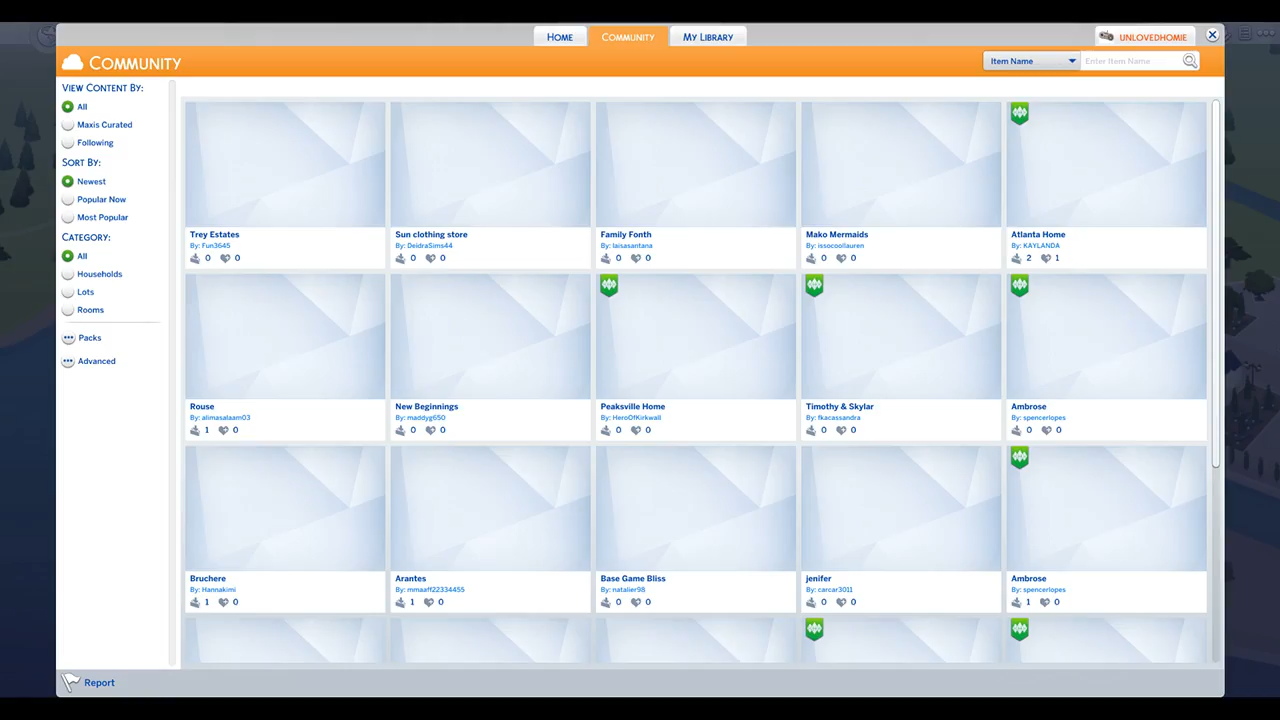 HOME
COMMUNITY
MY LIBRARY
UNLOVEDHOMIE
COMMUNITY
Item Name
Enter Item Name
VIEW CONTENT BY:
All
Maxis Curated
Following
SORT BY:
Newest
Popular Now
Most Popular
CATEGORY:
All
Households
Lots
Rooms
Packs
Advanced
Trey Estates
By: Fun3645
0 0
Sun clothing store
By: DeidraSims44
0 0
Family Fonth
By: laisasantana
0 0
Mako Mermaids
By: issocoollauren
0 0
Atlanta Home
By: KAYLANDA
2 1
Rouse
By: alimasalaam03
1 0
New Beginnings
By: maddyg650
0 0
Peaksville Home
By: HeroOfKirkwall
0 0
Timothy & Skylar
By: fkacassandra
0 0
Ambrose
By: spencerlopes
0 0
Bruchere
By: Hannakimi
1 0
Arantes
By: mmaaff22334455
1 0
Base Game Bliss
By: natalier98
0 0
jenifer
By: carcar3011
0 0
Ambrose
By: spencerlopes
1 0
Report